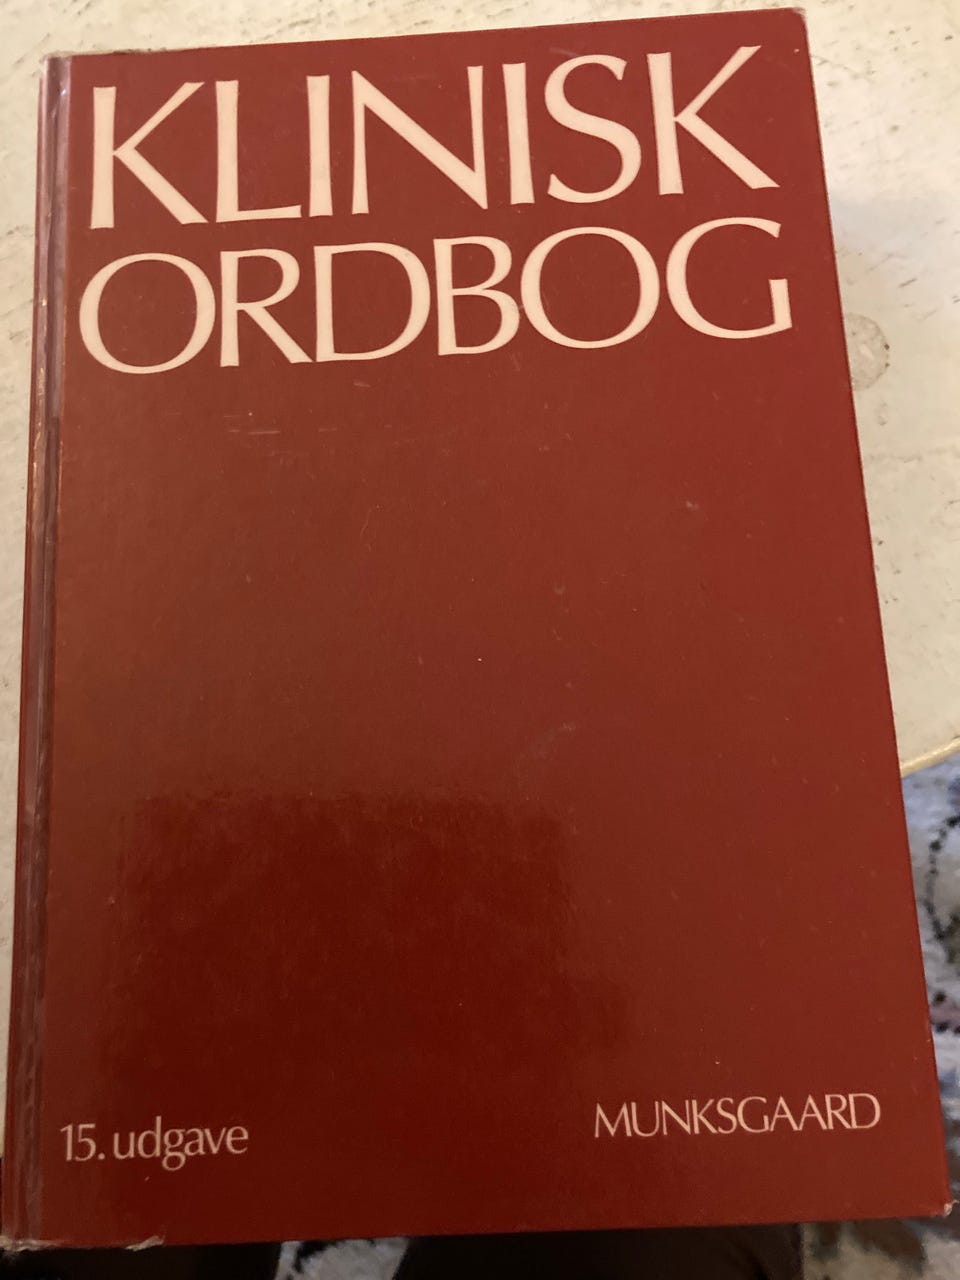 KLINISK
ORDBOG
15. udgave
MUNKSGAARD